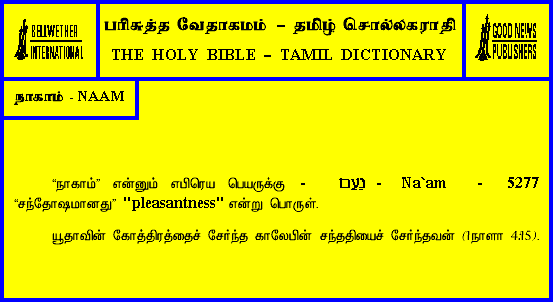 BELLWETHER
INTERNATIONAL
பரிசுத்த வேதாகமம் – தமிழ் சொல்லகராதி
THE HOLY BIBLE – TAMIL DICTIONARY
GOOD NEWS
PUBLISHERS
நாகாம் - NAAM
“நாகாம்” என்னும் எபிரெய பெயருக்கு - נַעַם - Na`am - 5277
“சந்தோஷமானது” "pleasantness" என்று பொருள்.
யூதாவின் கோத்திரத்தைச் சேர்ந்த காலேபின் சந்ததியைச் சேர்ந்தவன் (1நாளா 4:15).